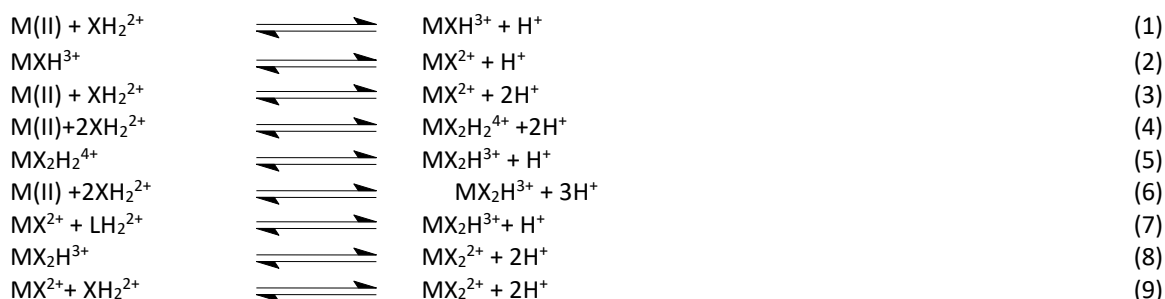 M(II) + XH₂²⁺ ⇌ MXH³⁺ + H⁺ (1)
MXH³⁺ ⇌ MX²⁺ + H⁺ (2)
M(II) + XH₂²⁺ ⇌ MX²⁺ + 2H⁺ (3)
M(II)+2XH₂²⁺ ⇌ MX₂H₂⁴⁺ +2H⁺ (4)
MX₂H₂⁴⁺ ⇌ MX₂H³⁺ + H⁺ (5)
M(II) +2XH₂²⁺ ⇌ MX₂H³⁺ + 3H⁺ (6)
MX²⁺ + LH₂²⁺ ⇌ MX₂H³⁺+ H⁺ (7)
MX₂H³⁺ ⇌ MX₂²⁺ + 2H⁺ (8)
MX²⁺+ XH₂²⁺ ⇌ MX₂²⁺ + 2H⁺ (9)